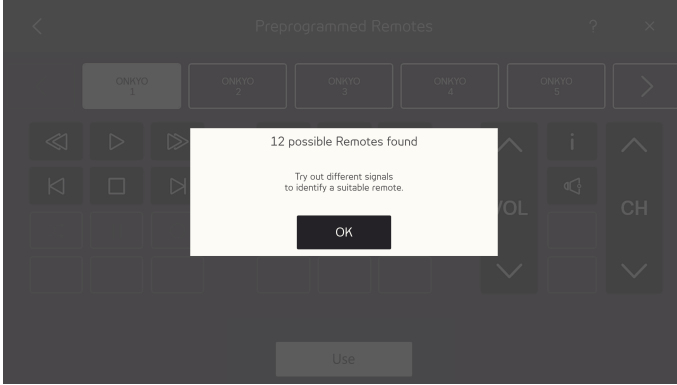 Preprogrammed Remotes ?
ONKYO
1
ONKYO
2
ONKYO
3
ONKYO
4
ONKYO
5
12 possible Remotes found
Try out different signals
to identify a suitable remote.
OK
i
VOL
CH
Use